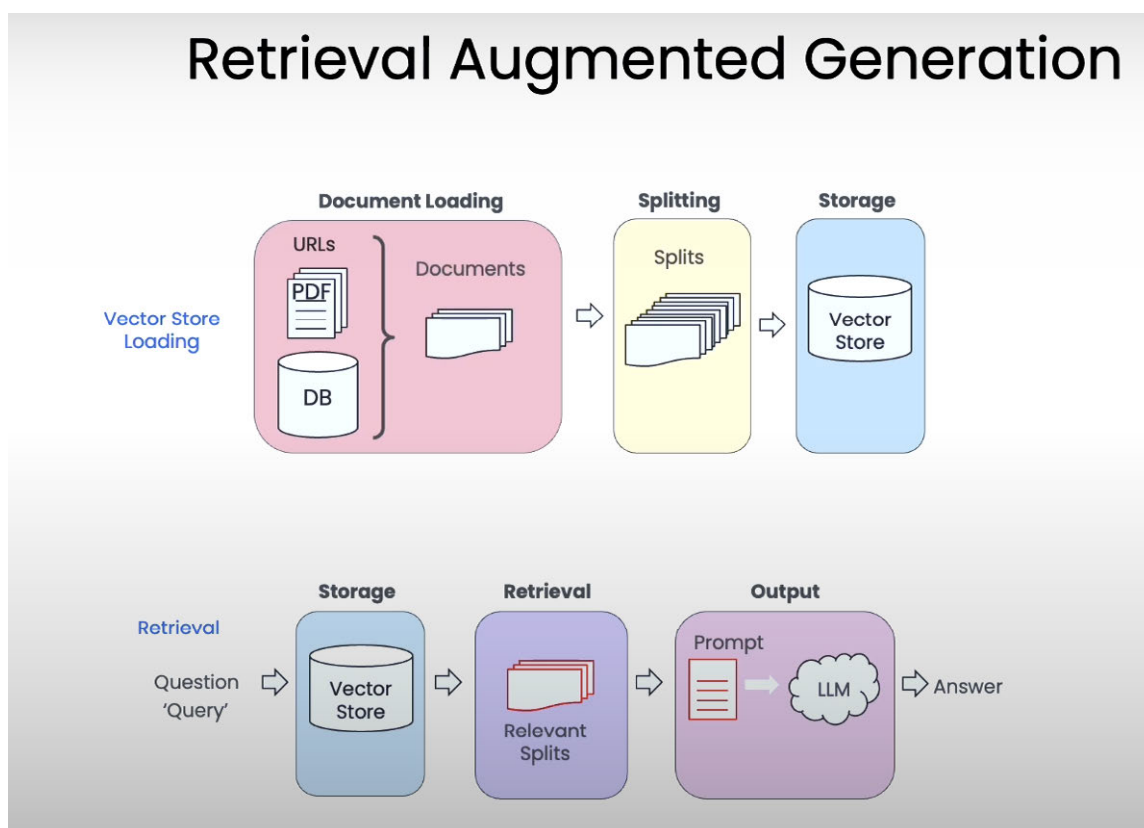 Retrieval Augmented Generation
Document Loading
Splitting
Storage
Vector Store
Loading
URLs
PDF
DB
Documents
Splits
Vector
Store
Storage
Retrieval
Output
Retrieval
Question
‘Query’
Vector
Store
Relevant
Splits
Prompt
LLM
Answer